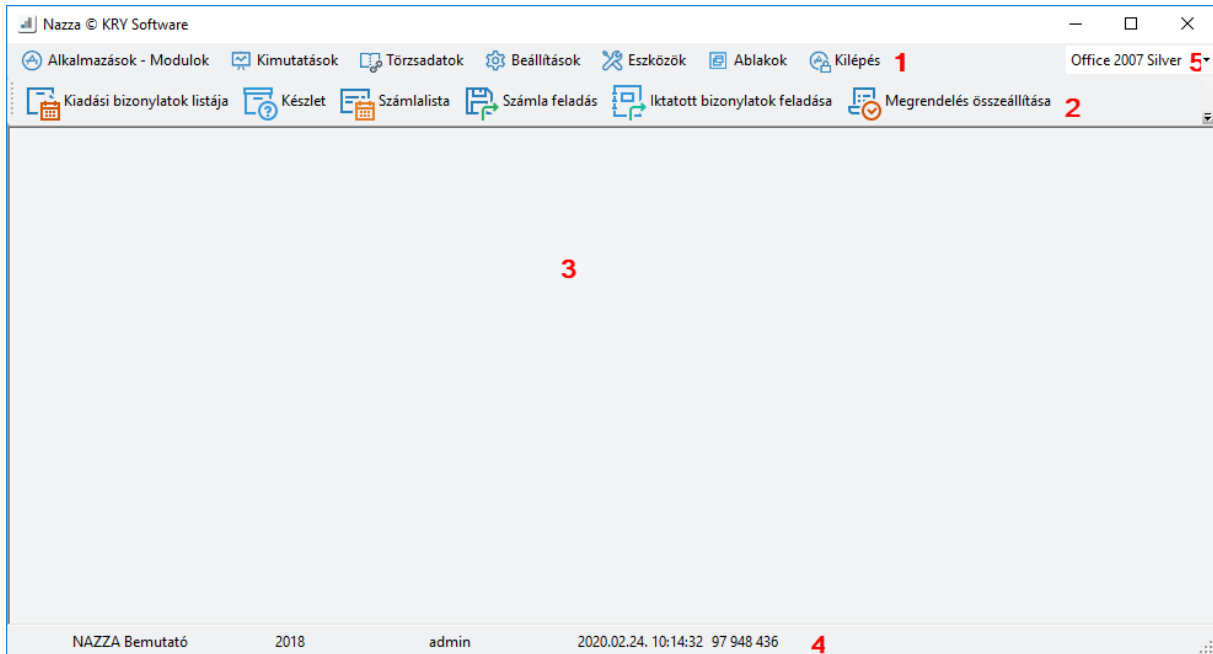 Nazza © KRY Software
Alkalmazások - Modulok Kimutatások Törzsadatok Beállítások Eszközök Ablakok Kilépés 1 Office 2007 Silver 5
Kiadási bizonylatok listája Készlet Számlalista Számla feladás Iktatott bizonylatok feladása Megrendelés összeállítása 2
3
NAZZA Bemutató 2018 admin 2020.02.24. 10:14:32 97 948 436 4